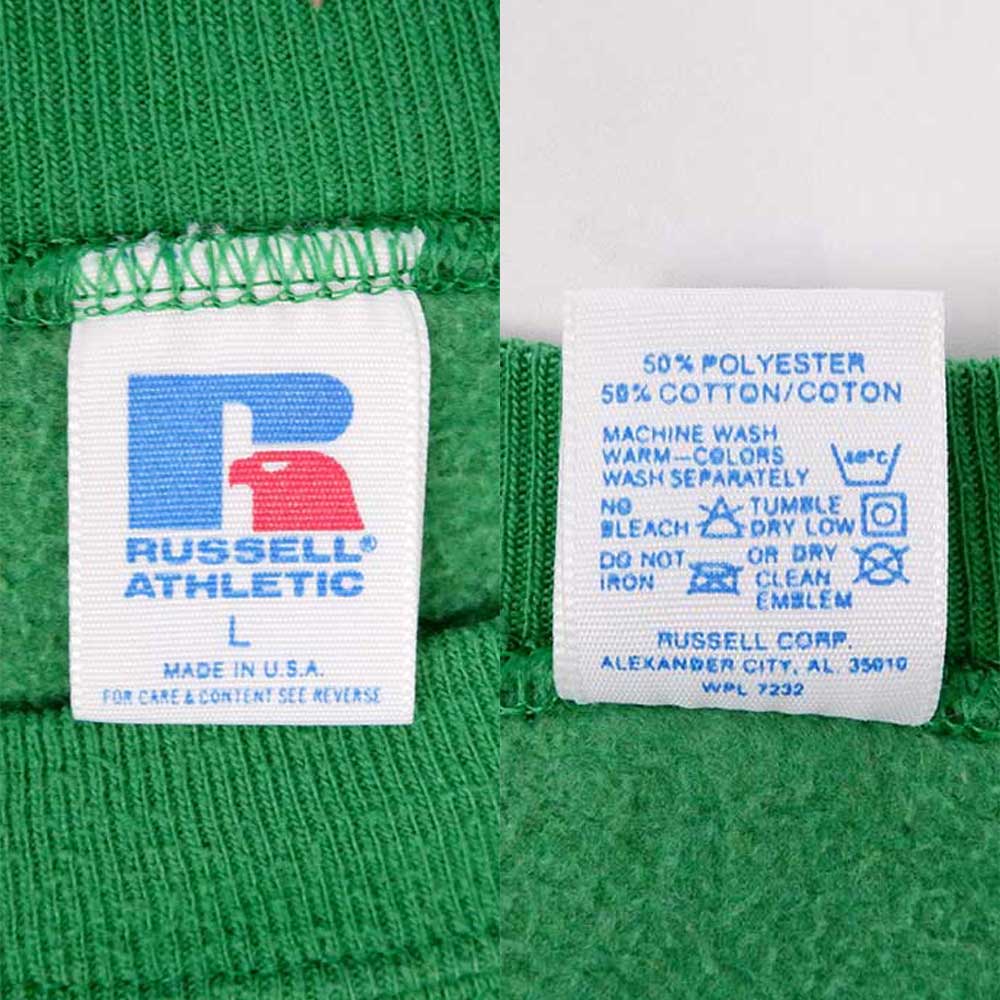 R
RUSSELL®
ATHLETIC
L
MADE IN U.S.A.
FOR CARE & CONTENT SEE REVERSE
50% POLYESTER
50% COTTON/COTON
MACHINE WASH
WARM—COLORS
WASH SEPARATELY
40°C
NO
BLEACH
TUMBLE
DRY LOW
DO NOT
IRON
OR DRY
CLEAN
EMBLEM
RUSSELL CORP.
ALEXANDER CITY, AL. 35010
WPL 7232